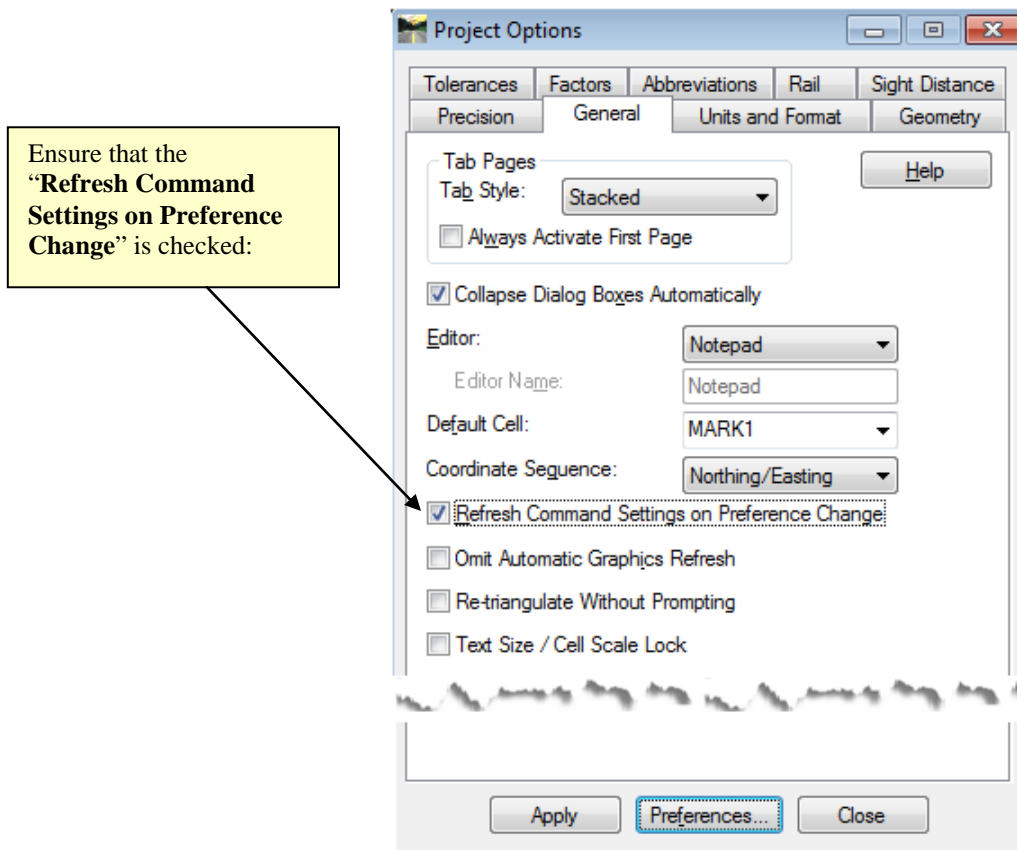 Project Options
Tolerances Factors Abbreviations Rail Sight Distance
Precision General Units and Format Geometry
Ensure that the
“Refresh Command
Settings on Preference
Change” is checked:
Tab Pages
Tab Style: Stacked
Always Activate First Page
Help
Collapse Dialog Boxes Automatically
Editor: Notepad
Editor Name: Notepad
Default Cell: MARK1
Coordinate Sequence: Northing/Easting
Refresh Command Settings on Preference Change
Omit Automatic Graphics Refresh
Re-triangulate Without Prompting
Text Size / Cell Scale Lock
Apply Preferences... Close